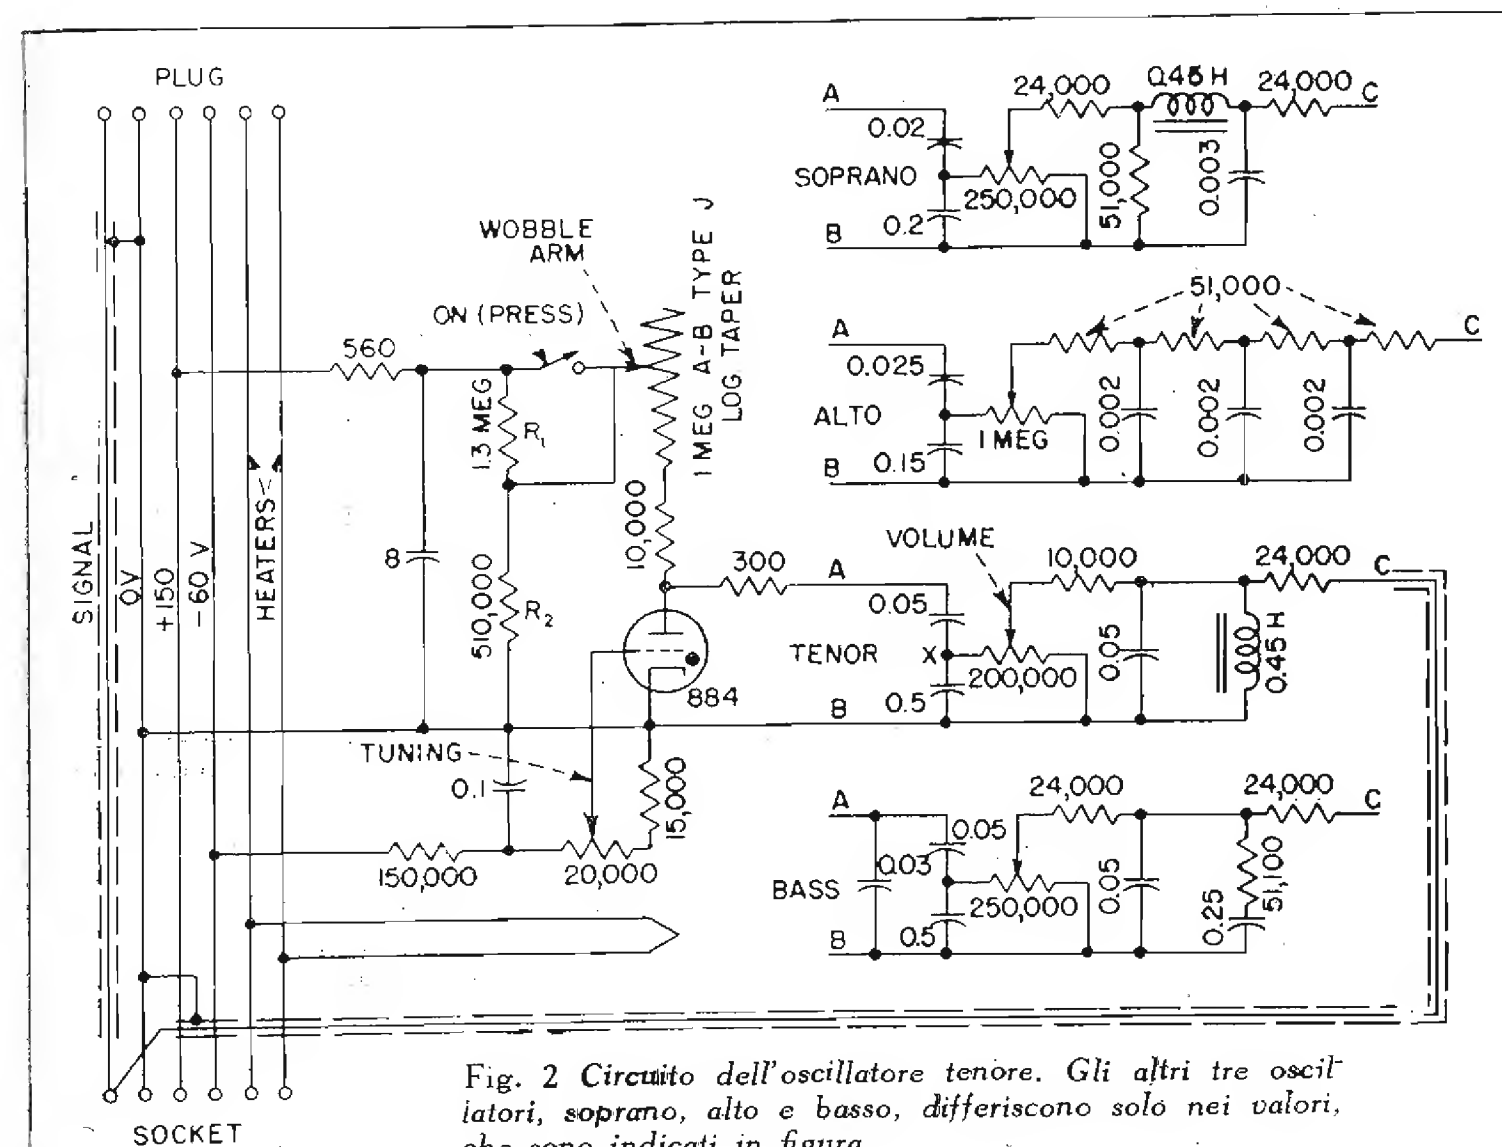 PLUG
SIGNAL
0V
+150
-60 V
HEATERS
SOCKET
560
ON (PRESS)
WOBBLE
ARM
1 MEG A-B TYPE J
LOG TAPER
1.3 MEG
R1
8
510,000
R2
10,000
300
884
TUNING
0.1
15,000
150,000
20,000
A
0.02
SOPRANO
250,000
B
0.2
24,000
0.45 H
24,000
C
51,000
0.003
A
0.025
ALTO
1 MEG
B
0.15
51,000
C
0.002
0.002
0.002
VOLUME
A
0.05
TENOR
X
200,000
B
0.5
10,000
24,000
C
0.05
0.45 H
A
0.05
0.03
BASS
250,000
B
0.5
24,000
24,000
C
0.05
0.25
51,100
Fig. 2 Circuito dell'oscillatore tenore. Gli altri tre oscil-
latori, soprano, alto e basso, differiscono solo nei valori,
che sono indicati in figura